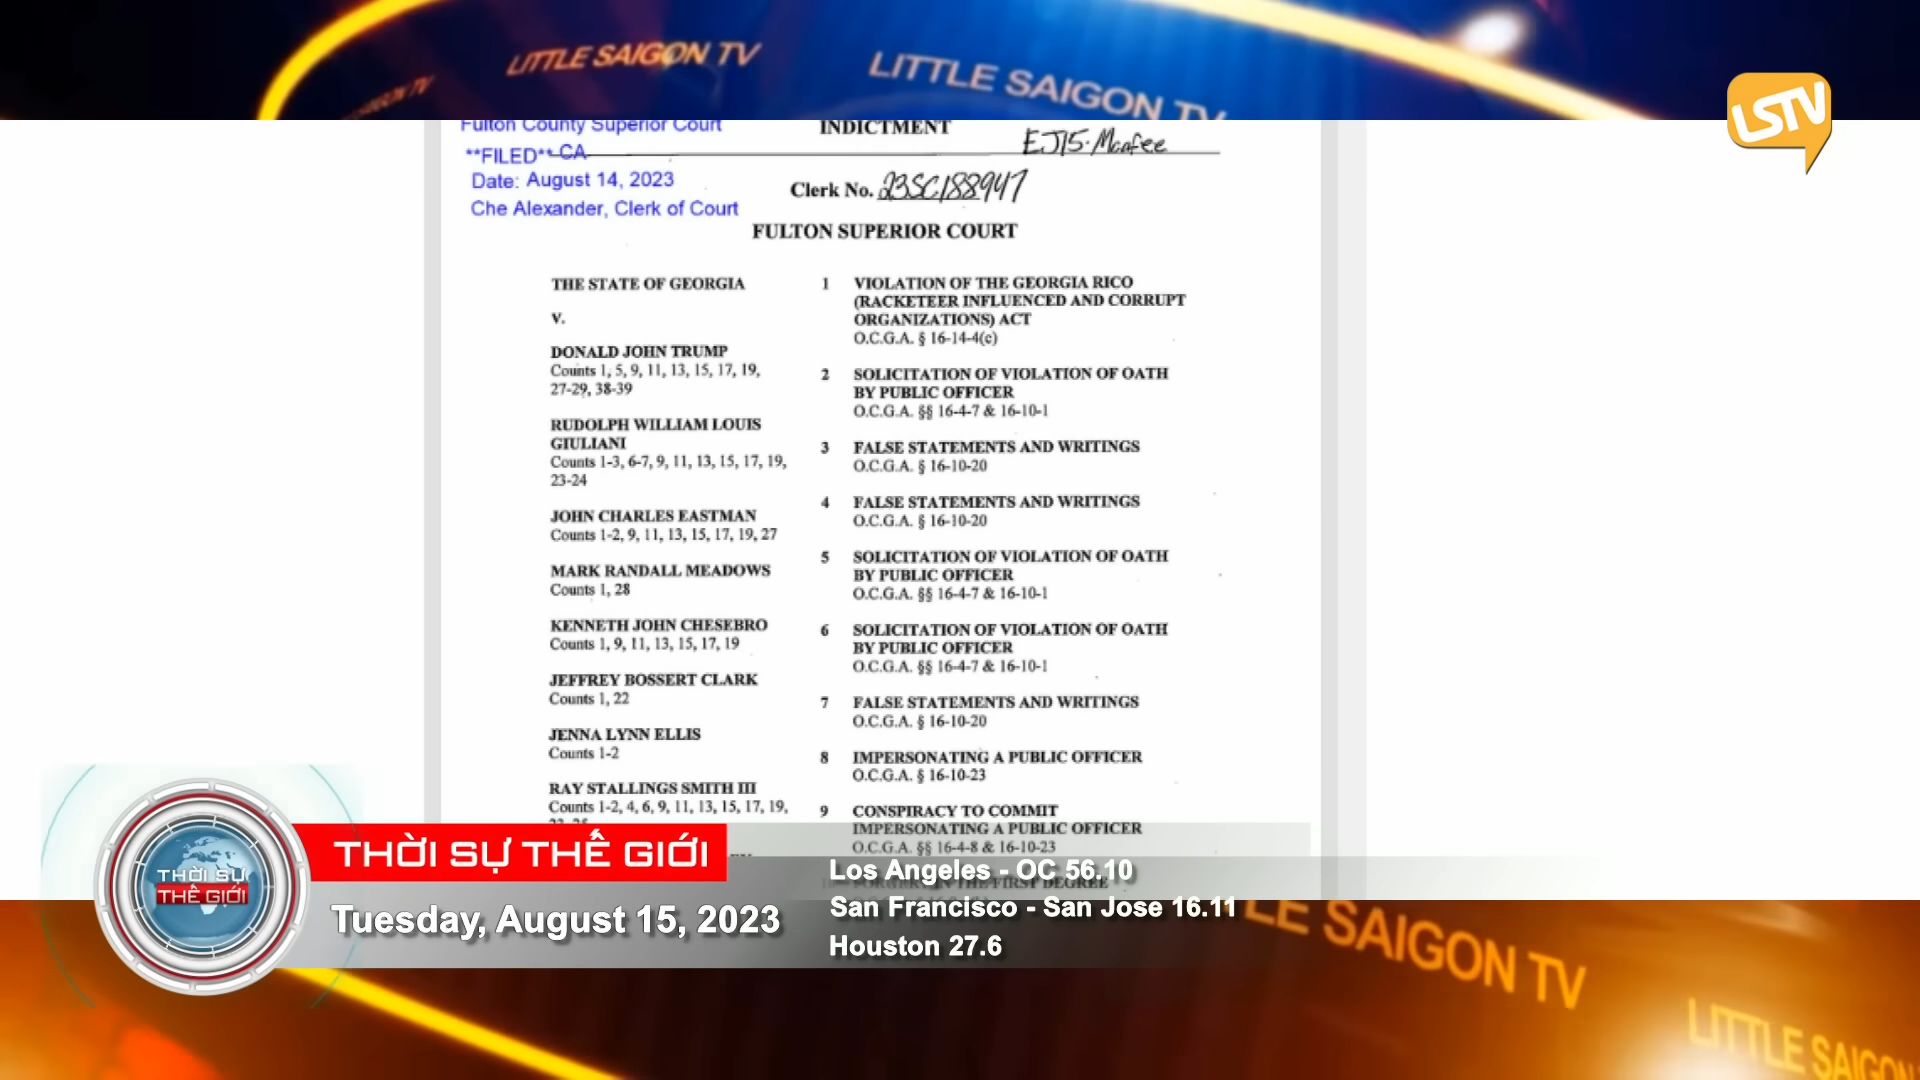 LITTLE SAIGON TV
LITTLE SAIGON TV
LSTV
Fulton County Superior Court
**FILED** CA
Date: August 14, 2023
Che Alexander, Clerk of Court
INDICTMENT
Clerk No. 23SC188947
FULTON SUPERIOR COURT
THE STATE OF GEORGIA
V.
DONALD JOHN TRUMP
Counts 1, 5, 9, 11, 13, 15, 17, 19,
27-29, 38-39
RUDOLPH WILLIAM LOUIS
GIULIANI
Counts 1-3, 6-7, 9, 11, 13, 15, 17, 19,
23-24
JOHN CHARLES EASTMAN
Counts 1-2, 9, 11, 13, 15, 17, 19, 27
MARK RANDALL MEADOWS
Counts 1, 28
KENNETH JOHN CHESEBRO
Counts 1, 9, 11, 13, 15, 17, 19
JEFFREY BOSSERT CLARK
Counts 1, 22
JENNA LYNN ELLIS
Counts 1-2
RAY STALLINGS SMITH III
Counts 1-2, 4, 6, 9, 11, 13, 15, 17, 19,
1 VIOLATION OF THE GEORGIA RICO
(RACKETEER INFLUENCED AND CORRUPT
ORGANIZATIONS) ACT
O.C.G.A. § 16-14-4(c)
2 SOLICITATION OF VIOLATION OF OATH
BY PUBLIC OFFICER
O.C.G.A. §§ 16-4-7 & 16-10-1
3 FALSE STATEMENTS AND WRITINGS
O.C.G.A. § 16-10-20
4 FALSE STATEMENTS AND WRITINGS
O.C.G.A. § 16-10-20
5 SOLICITATION OF VIOLATION OF OATH
BY PUBLIC OFFICER
O.C.G.A. §§ 16-4-7 & 16-10-1
6 SOLICITATION OF VIOLATION OF OATH
BY PUBLIC OFFICER
O.C.G.A. §§ 16-4-7 & 16-10-1
7 FALSE STATEMENTS AND WRITINGS
O.C.G.A. § 16-10-20
8 IMPERSONATING A PUBLIC OFFICER
O.C.G.A. § 16-10-23
9 CONSPIRACY TO COMMIT
IMPERSONATING A PUBLIC OFFICER
O.C.G.A. §§ 16-4-8 & 16-10-23
THỜI SỰ THẾ GIỚI
THỜI SỰ
THẾ GIỚI
Tuesday, August 15, 2023
Los Angeles - OC 56.10
San Francisco - San Jose 16.11
Houston 27.6
LITTLE SAIGON TV
LITTLE SAIGON